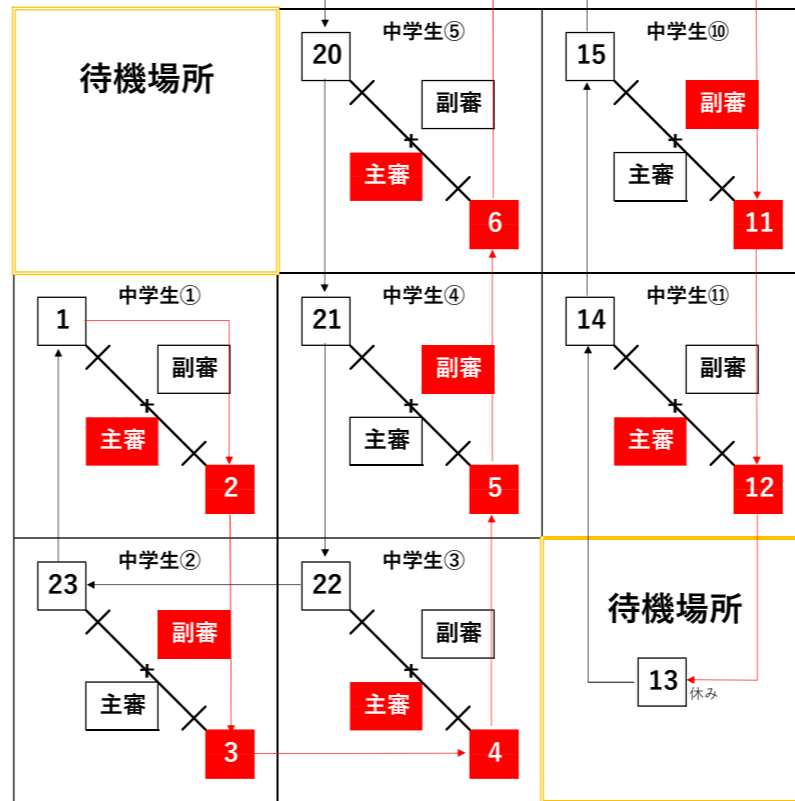 待機場所
中学生⑤
20
副審
主審
6
中学生⑩
15
副審
主審
11
中学生①
1
副審
主審
2
中学生④
21
副審
主審
5
中学生⑪
14
副審
主審
12
中学生②
23
副審
主審
3
中学生③
22
副審
主審
4
待機場所
13
休み